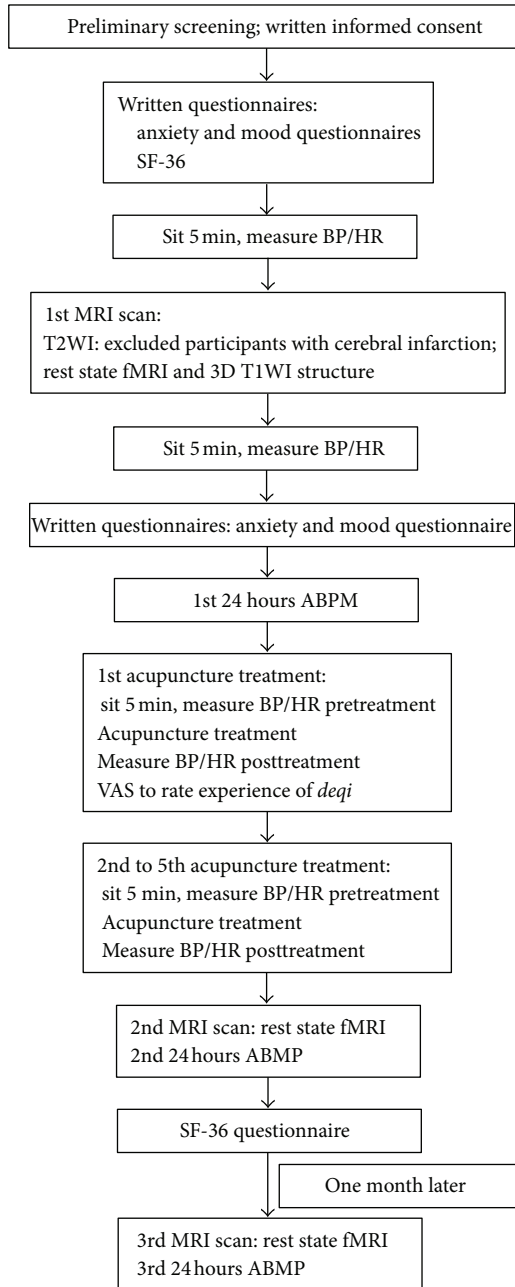 Preliminary screening; written informed consent
Written questionnaires:
anxiety and mood questionnaires
SF-36
Sit 5 min, measure BP/HR
1st MRI scan:
T2WI: excluded participants with cerebral infarction;
rest state fMRI and 3D T1WI structure
Sit 5 min, measure BP/HR
Written questionnaires: anxiety and mood questionnaire
1st 24 hours ABPM
1st acupuncture treatment:
sit 5 min, measure BP/HR pretreatment
Acupuncture treatment
Measure BP/HR posttreatment
VAS to rate experience of deqi
2nd to 5th acupuncture treatment:
sit 5 min, measure BP/HR pretreatment
Acupuncture treatment
Measure BP/HR posttreatment
2nd MRI scan: rest state fMRI
2nd 24 hours ABMP
SF-36 questionnaire
One month later
3rd MRI scan: rest state fMRI
3rd 24 hours ABMP